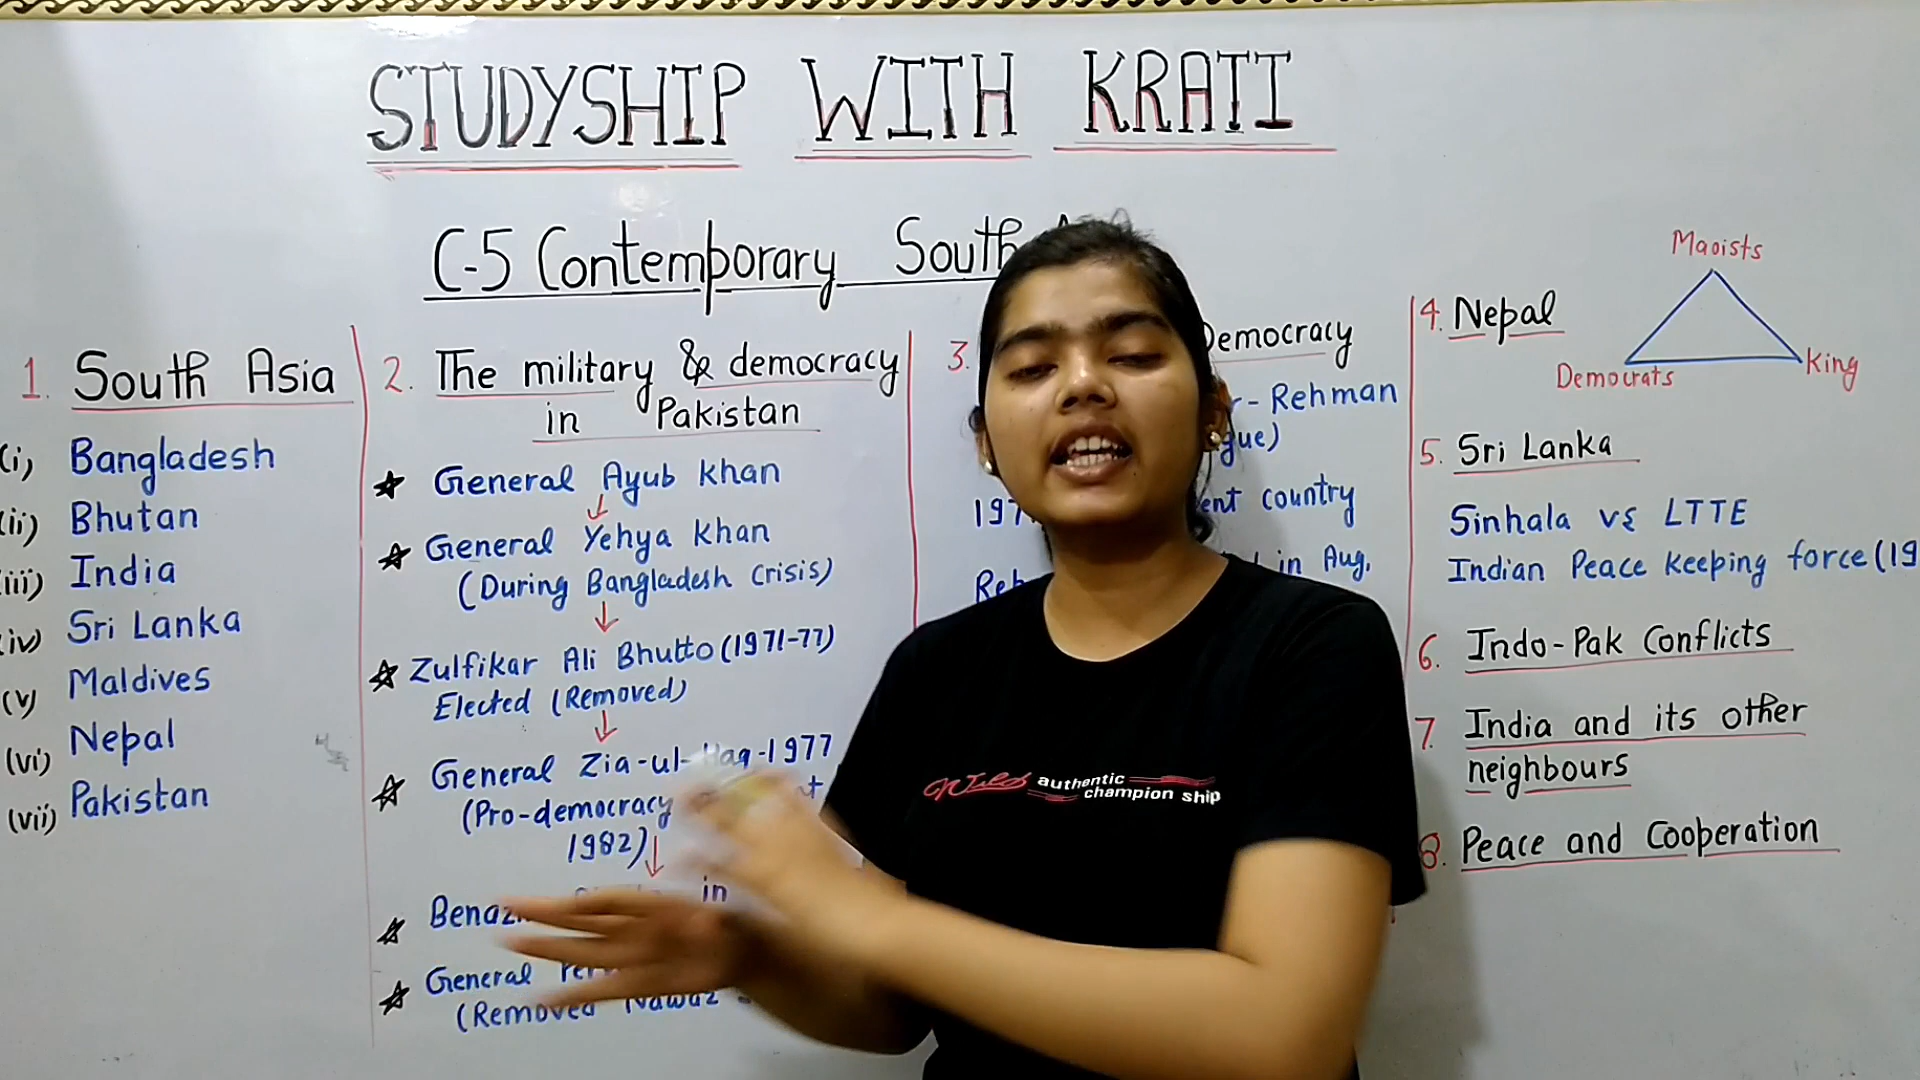 STUDYSHIP WITH KRATI
C-5 Contemporary South
1. South Asia
(i) Bangladesh
(ii) Bhutan
(iii) India
(iv) Sri Lanka
(v) Maldives
(vi) Nepal
(vii) Pakistan
2. The military & democracy
in Pakistan
General Ayub Khan
General Yehya Khan
(During Bangladesh crisis)
Zulfikar Ali Bhutto (1971-77)
Elected (Removed)
General Zia-ul-Haq-1977
(Pro-democracy
1982)
in
General
(Removed Nawaz
3. Democracy
-Rehman
country
in Aug.
4. Nepal
Maoists
Democrats King
5. Sri Lanka
Sinhala vs LTTE
Indian Peace Keeping force (19
6. Indo-Pak Conflicts
7. India and its other
neighbours
8. Peace and Cooperation
authentic
champion ship